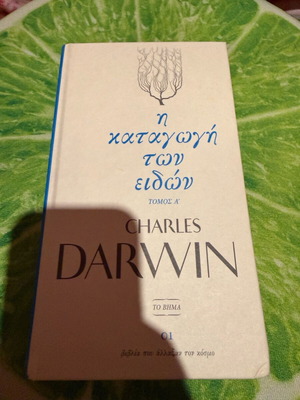 η
καταγωγή
των
ειδών
ΤΟΜΟΣ Α'
CHARLES
DARWIN
ΤΟ ΒΗΜΑ
01
βιβλία που άλλαξαν τον κόσμο